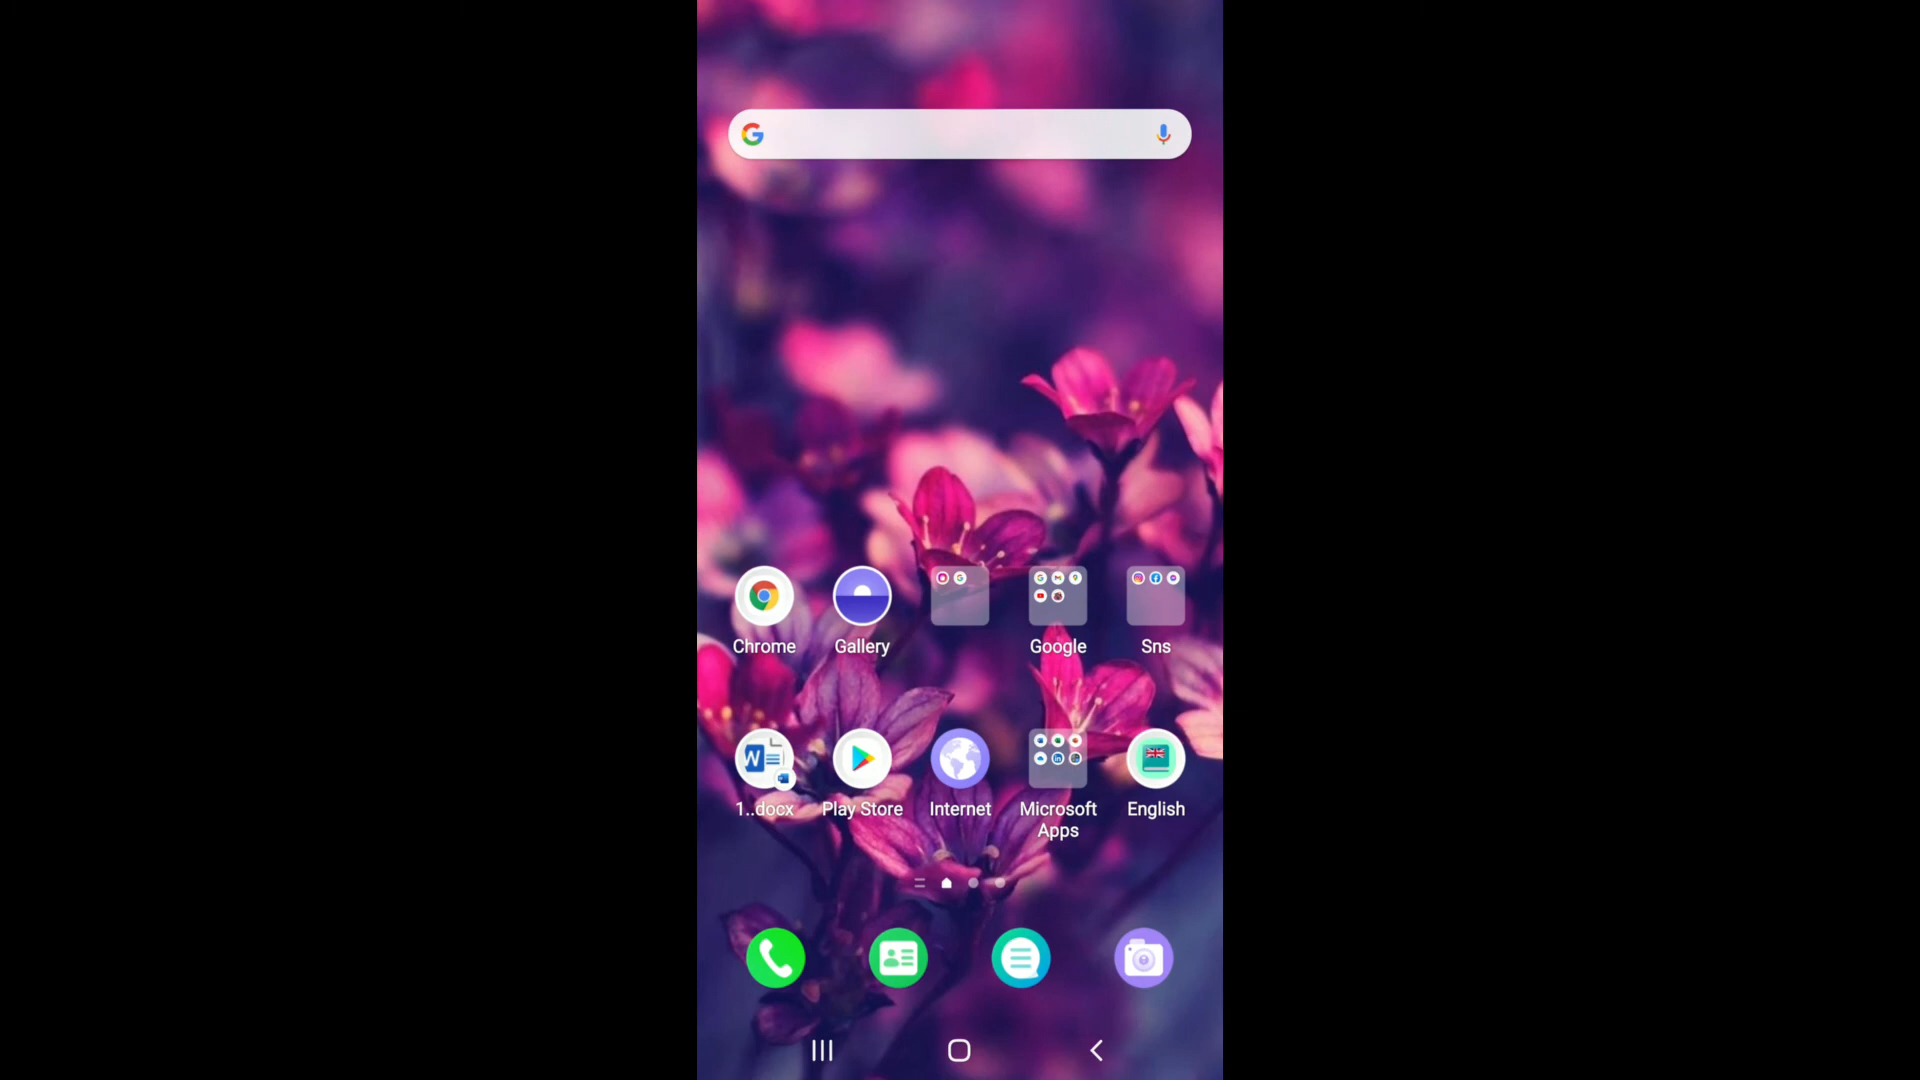 Chrome
Gallery
Google
Sns
1..docx
Play Store
Internet
Microsoft
Apps
English